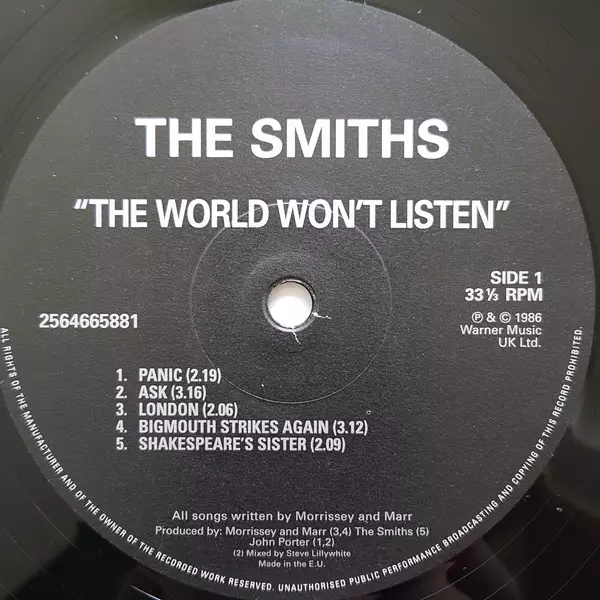 THE SMITHS
“THE WORLD WON'T LISTEN”
SIDE 1
33 ⅓ RPM
2564665881
℗ & © 1986
Warner Music
UK Ltd.
1. PANIC (2.19)
2. ASK (3.16)
3. LONDON (2.06)
4. BIGMOUTH STRIKES AGAIN (3.12)
5. SHAKESPEARE'S SISTER (2.09)
All songs written by Morrissey and Marr
Produced by: Morrissey and Marr (3,4) The Smiths (5)
John Porter (1,2)
(2) Mixed by Steve Lillywhite
Made in the E.U.
ALL RIGHTS OF THE MANUFACTURER AND OF THE OWNER OF THE RECORDED WORK RESERVED. UNAUTHORISED PUBLIC PERFORMANCE BROADCASTING AND COPYING OF THIS RECORD PROHIBITED.